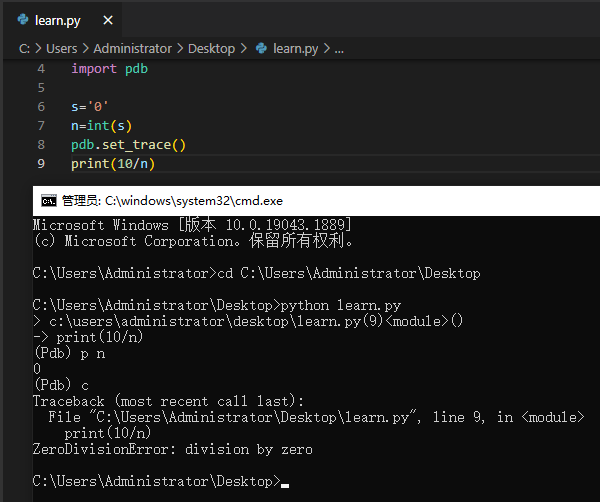 learn.py ×
C: > Users > Administrator > Desktop > learn.py > ...
4 import pdb
5
6 s='0'
7 n=int(s)
8 pdb.set_trace()
9 print(10/n)
管理员: C:\windows\system32\cmd.exe
Microsoft Windows [版本 10.0.19043.1889]
(c) Microsoft Corporation。保留所有权利。
C:\Users\Administrator>cd C:\Users\Administrator\Desktop
C:\Users\Administrator\Desktop>python learn.py
> c:\users\administrator\desktop\learn.py(9)<module>()
-> print(10/n)
(Pdb) p n
0
(Pdb) c
Traceback (most recent call last):
  File "C:\Users\Administrator\Desktop\learn.py", line 9, in <module>
    print(10/n)
ZeroDivisionError: division by zero
C:\Users\Administrator\Desktop>